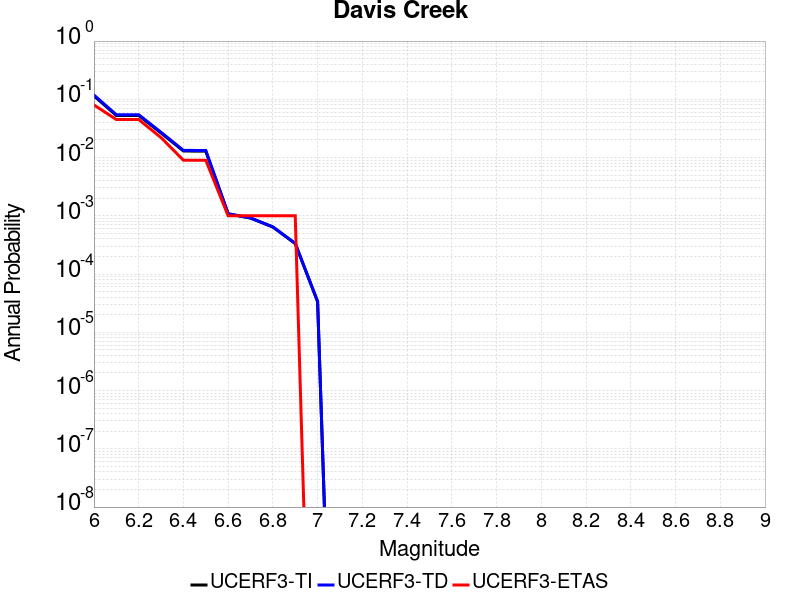 Davis Creek
10^0
10^-1
10^-2
10^-3
10^-4
10^-5
10^-6
10^-7
10^-8
Annual Probability
6 6.2 6.4 6.6 6.8 7 7.2 7.4 7.6 7.8 8 8.2 8.4 8.6 8.8 9
Magnitude
UCERF3-TI UCERF3-TD UCERF3-ETAS